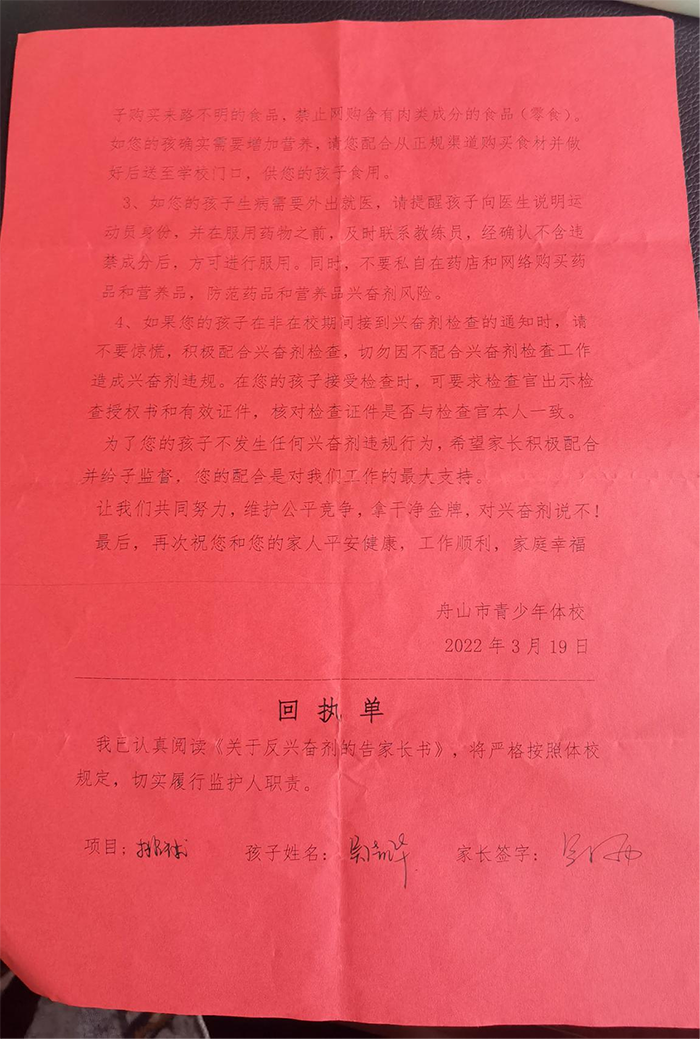 子购买来路不明的食品、禁止网购含有肉类成分的食品（零食）。
如您的孩确实需要增加营养，请您配合从正规渠道购买食材并做
好后送至学校门口，供您的孩子食用。
3、如您的孩子生病需要外出就医，请提醒孩子向医生说明运
动员身份，并在服用药物之前，及时联系教练员，经确认不含违
禁成分后，方可进行服用。同时，不要私自在药店和网络购买药
品和营养品，防范药品和营养品兴奋剂风险。
4、如果您的孩子在非在校期间接到兴奋剂检查的通知时，请
不要惊慌，积极配合兴奋剂检查，切勿因不配合兴奋剂检查工作
造成兴奋剂违规。在您的孩子接受检查时，可要求检查官出示检
查授权书和有效证件，核对检查证件是否与检查官本人一致。
为了您的孩子不发生任何兴奋剂违规行为，希望家长积极配合
并给予监督，您的配合是对我们工作的最大支持。
让我们共同努力，维护公平竞争，拿干净金牌，对兴奋剂说不！
最后，再次祝您和您的家人平安健康，工作顺利，家庭幸福
舟山市青少年体校
2022年3月19日
回执单
我已认真阅读《关于反兴奋剂的告家长书》，将严格按照体校
规定，切实履行监护人职责。
项目：排球 孩子姓名： 家长签字：